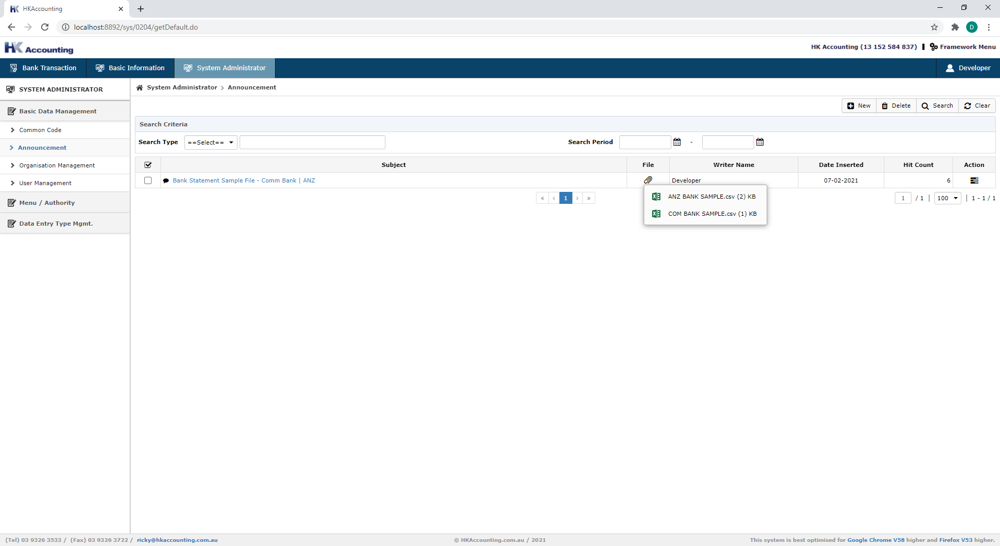 HKAccounting
localhost:8892/sys/0204/getDefault.do
D
HK Accounting
HK Accounting (13 152 584 837)
Framework Menu
Bank Transaction
Basic Information
System Administrator
Developer
SYSTEM ADMINISTRATOR
System Administrator > Announcement
New
Delete
Search
Clear
Basic Data Management
Common Code
Announcement
Organisation Management
User Management
Menu / Authority
Data Entry Type Mgmt.
Search Criteria
Search Type
==Select==
Search Period
-
Subject
File
Writer Name
Date Inserted
Hit Count
Action
Bank Statement Sample File - Comm Bank | ANZ
Developer
07-02-2021
6
ANZ BANK SAMPLE.csv (2) KB
COM BANK SAMPLE.csv (1) KB
« ‹ 1 › »
1 / 1 | 100 | 1 - 1 / 1
(Tel) 03 9326 3533 / (Fax) 03 9326 3722 / ricky@hkaccounting.com.au
© HKAccounting.com.au / 2021
This system is best optimised for Google Chrome V58 higher and Firefox V53 higher.